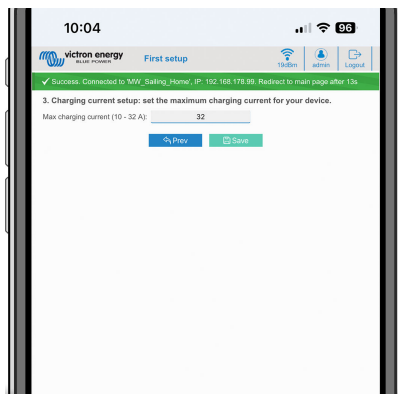 10:04
96
victron energy
BLUE POWER
First setup
19dBm
admin
Logout
✓ Success. Connected to 'MW_Sailing_Home', IP: 192.168.178.99. Redirect to main page after 13s
3. Charging current setup: set the maximum charging current for your device.
Max charging current (10 - 32 A): 32
Prev
Save